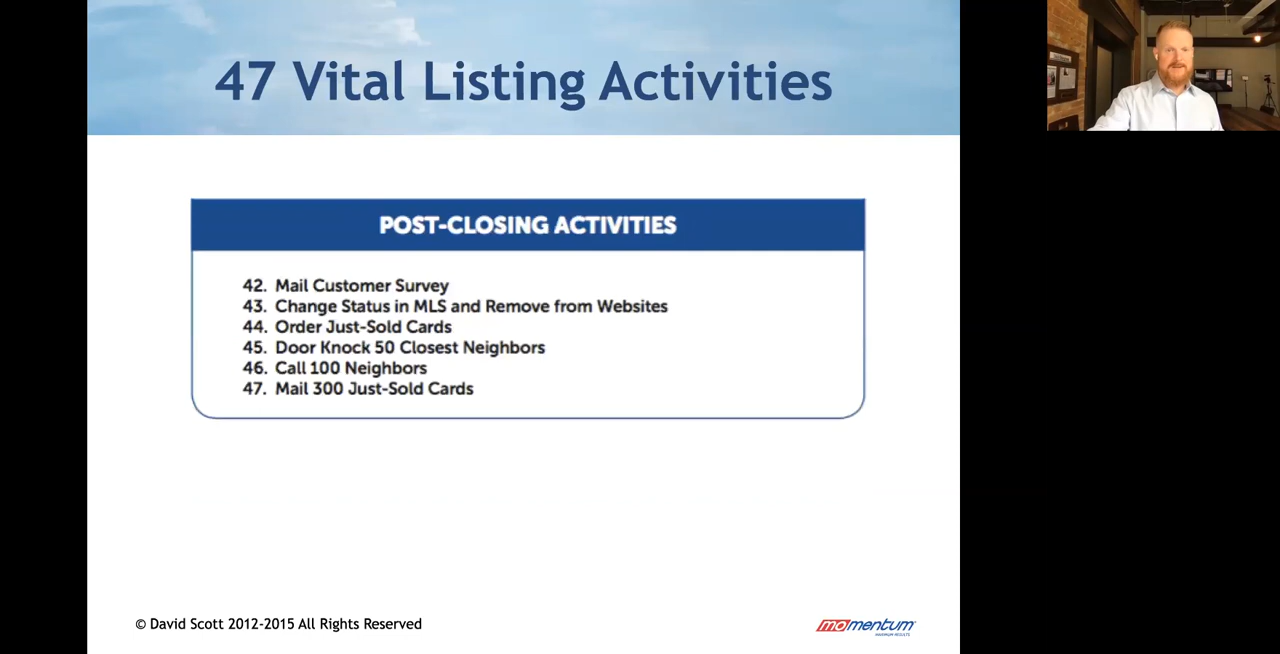 47 Vital Listing Activities
POST-CLOSING ACTIVITIES
42. Mail Customer Survey
43. Change Status in MLS and Remove from Websites
44. Order Just-Sold Cards
45. Door Knock 50 Closest Neighbors
46. Call 100 Neighbors
47. Mail 300 Just-Sold Cards
© David Scott 2012-2015 All Rights Reserved
momentum
MAXIMUM RESULTS